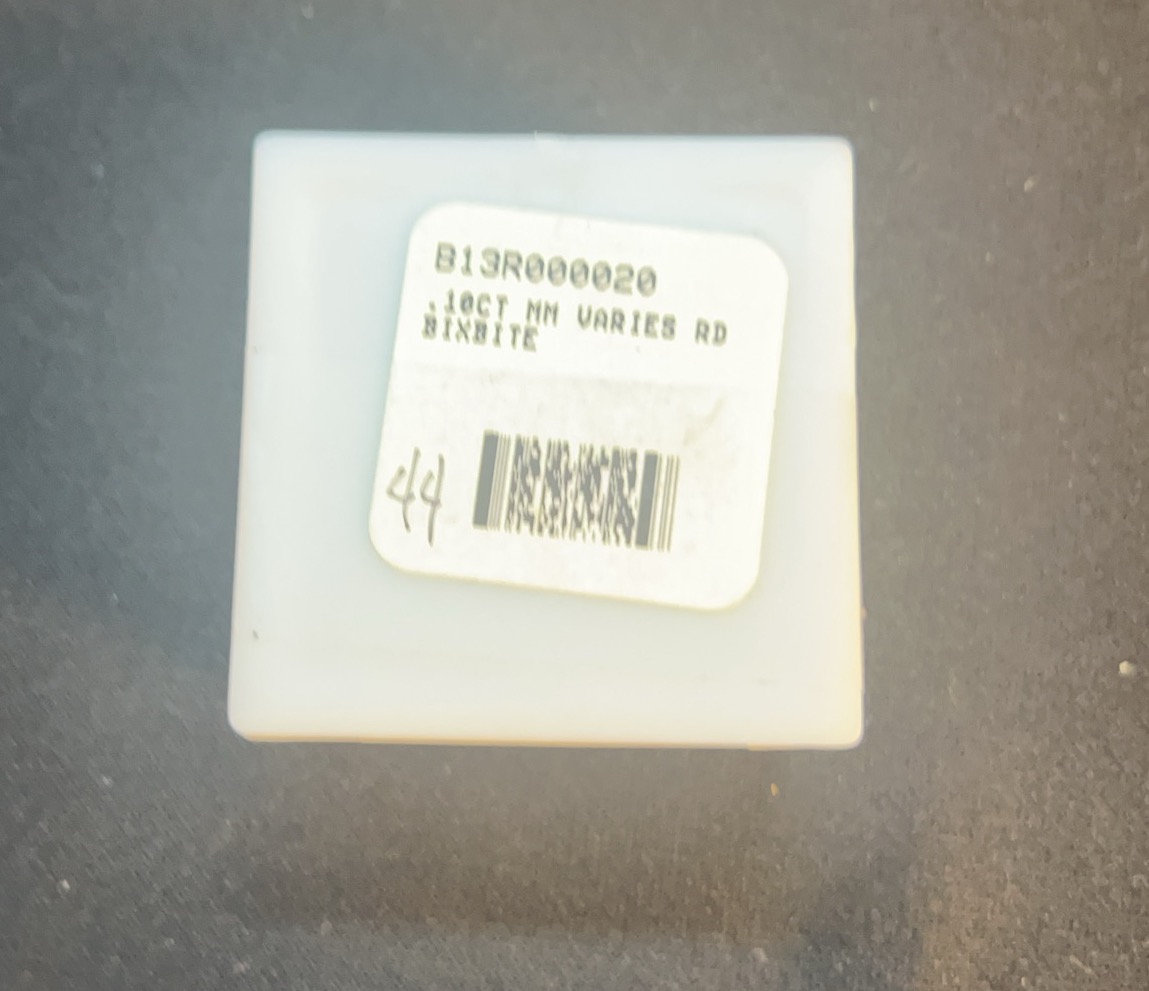 B13R000020
.10CT MM VARIES RD
BIXBITE
44